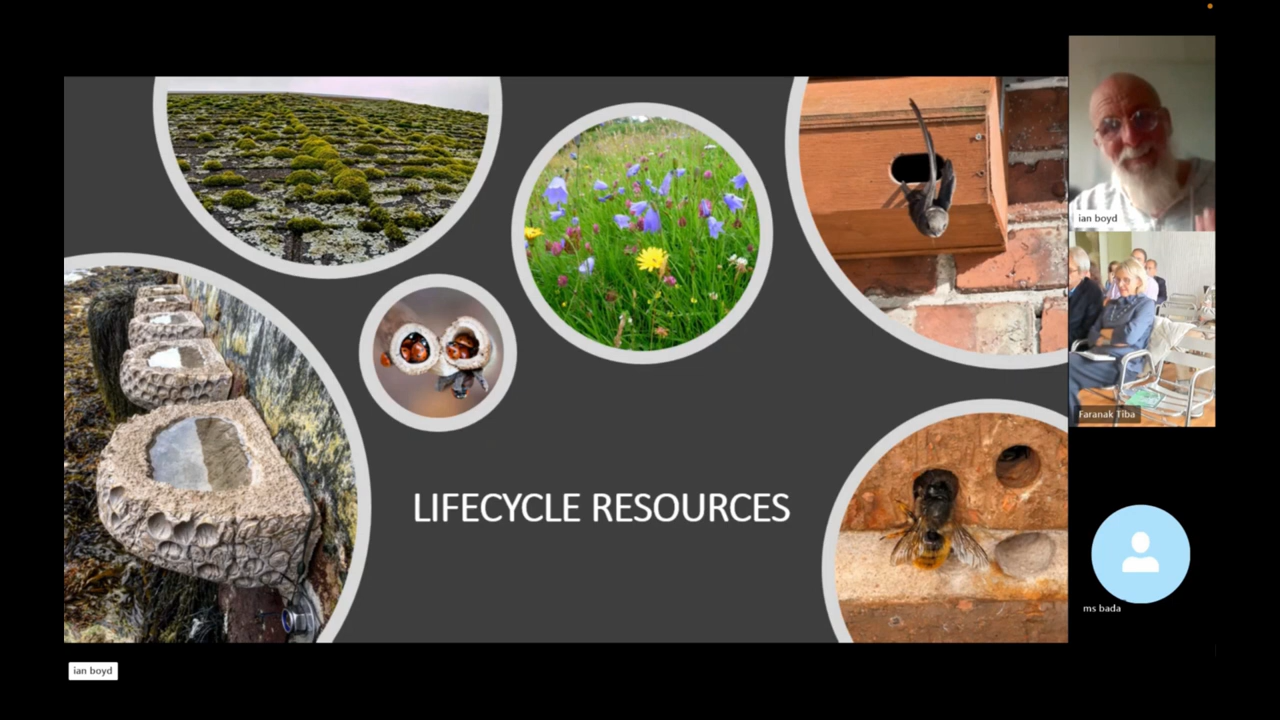 LIFECYCLE RESOURCES
ian boyd
Faranak Tiba
ms bada
ian boyd